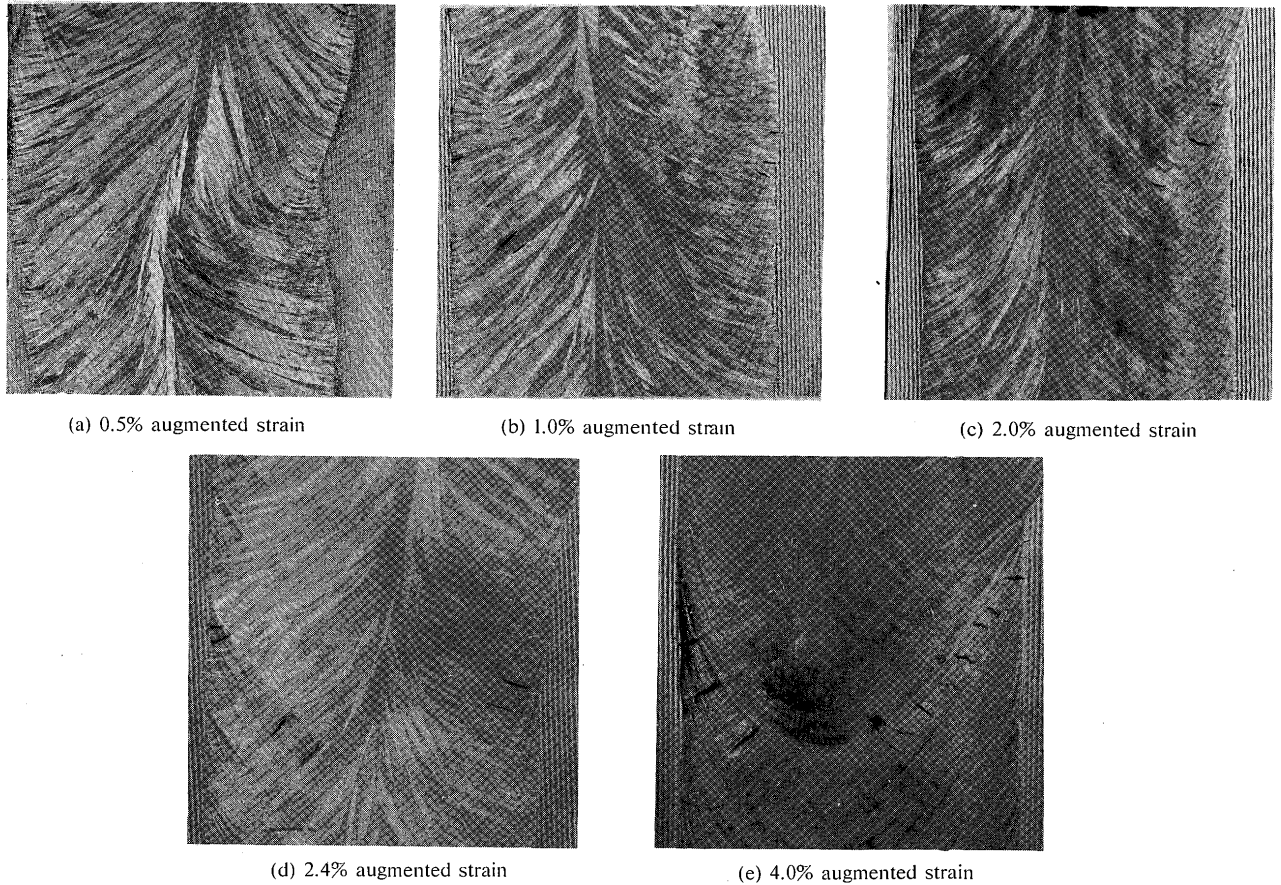 (a) 0.5% augmented strain
(b) 1.0% augmented strain
(c) 2.0% augmented strain
(d) 2.4% augmented strain
(e) 4.0% augmented strain